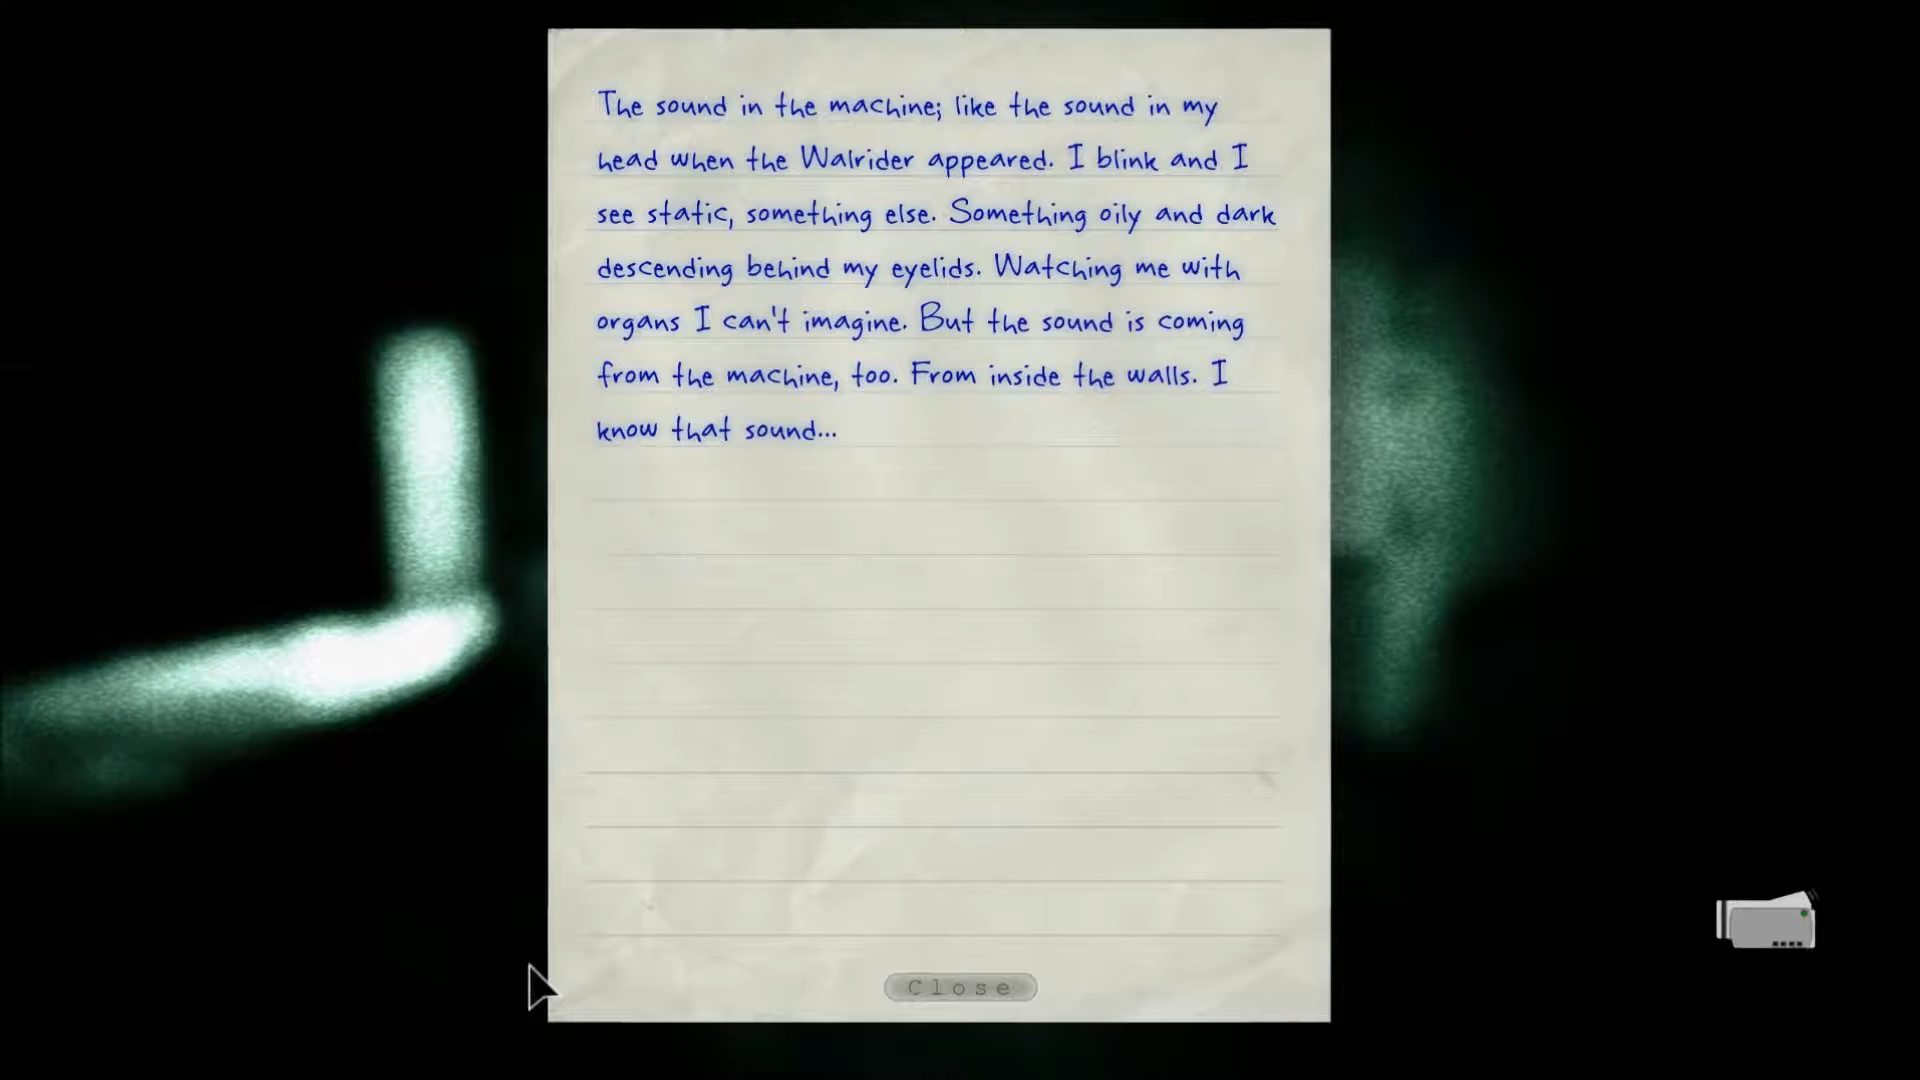 The sound in the machine; like the sound in my
head when the Walrider appeared. I blink and I
see static, something else. Something oily and dark
descending behind my eyelids. Watching me with
organs I can't imagine. But the sound is coming
from the machine, too. From inside the walls. I
know that sound...
Close